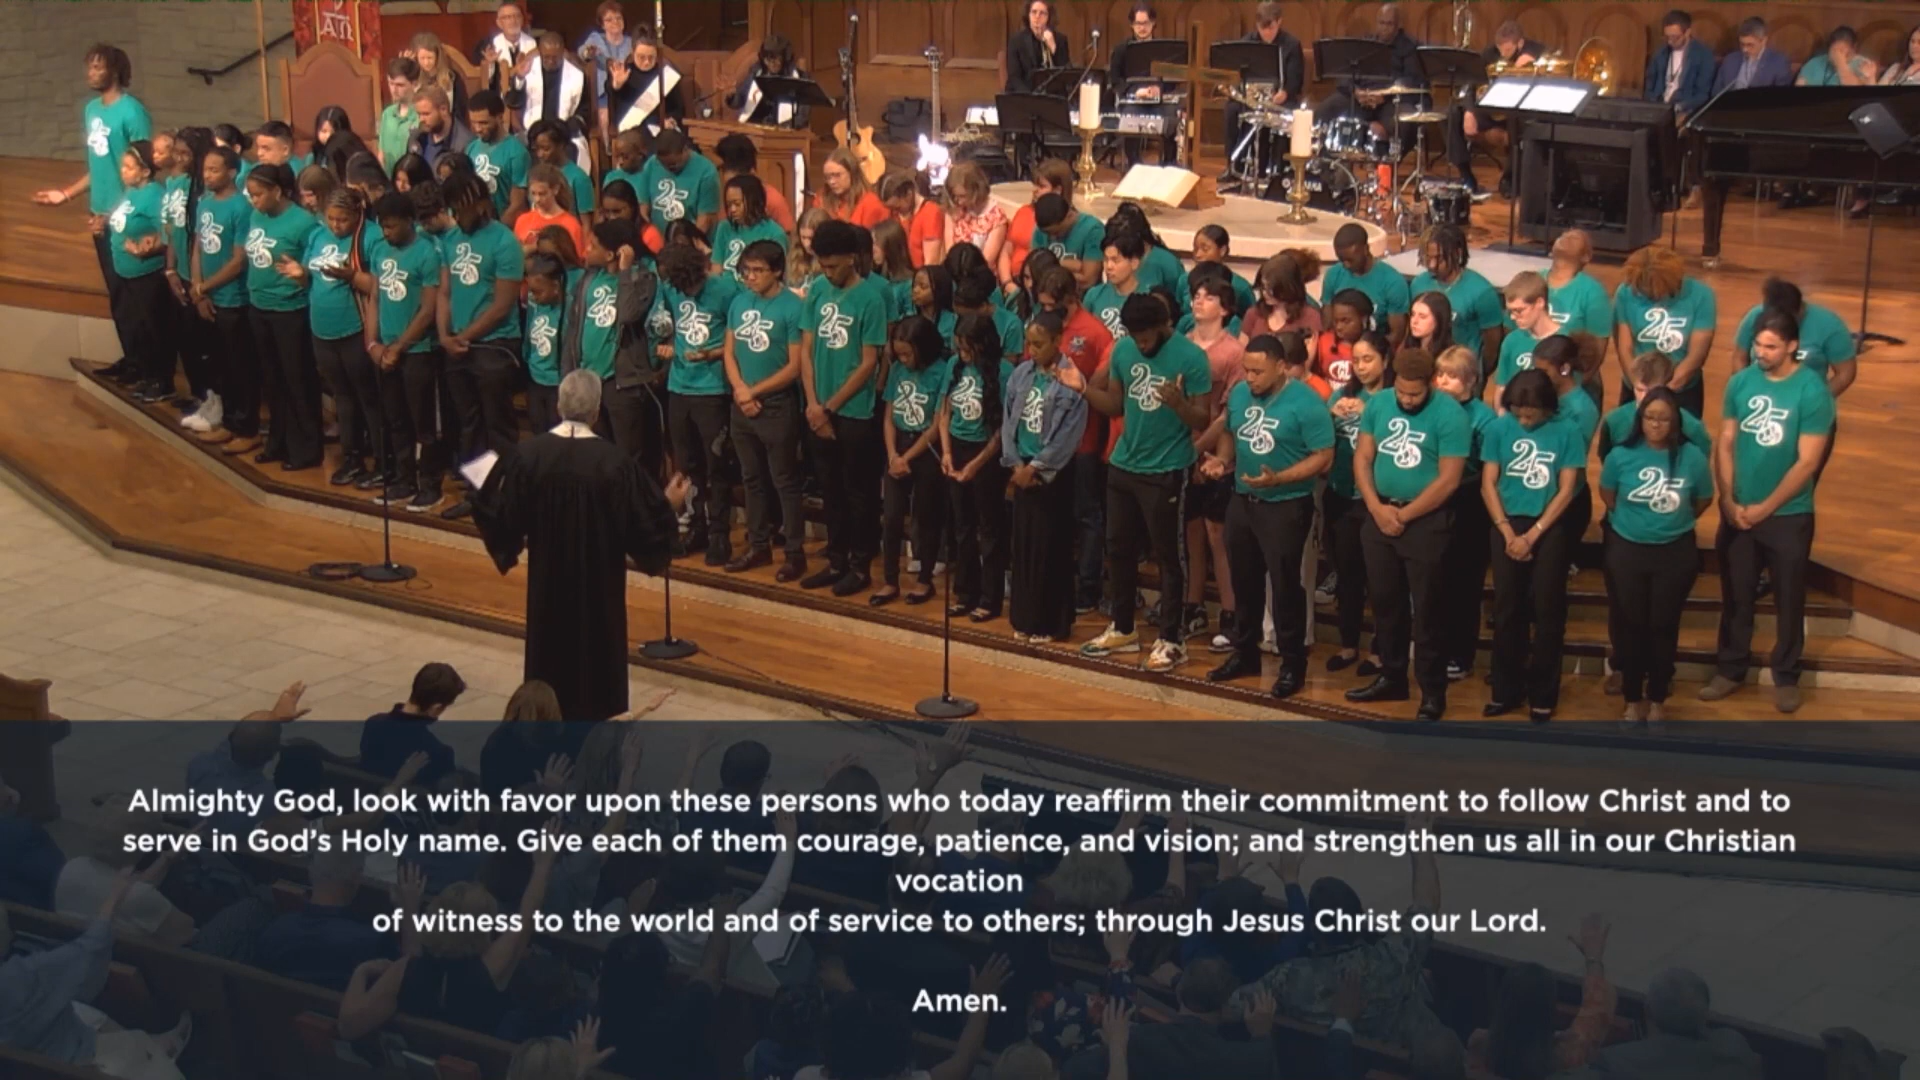 ΑΩ
25
Almighty God, look with favor upon these persons who today reaffirm their commitment to follow Christ and to
serve in God's Holy name. Give each of them courage, patience, and vision; and strengthen us all in our Christian
vocation
of witness to the world and of service to others; through Jesus Christ our Lord.
Amen.